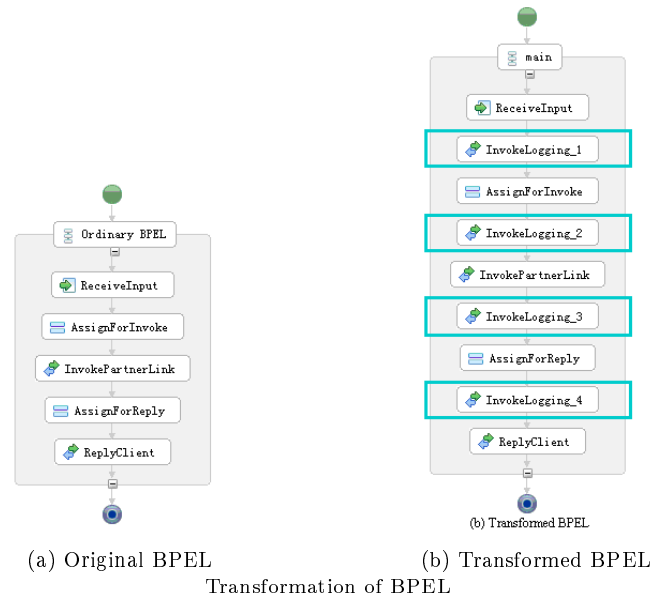 Ordinary BPEL
ReceiveInput
AssignForInvoke
InvokePartnerLink
AssignForReply
ReplyClient
main
ReceiveInput
InvokeLogging_1
AssignForInvoke
InvokeLogging_2
InvokePartnerLink
InvokeLogging_3
AssignForReply
InvokeLogging_4
ReplyClient
(b) Transformed BPEL
(a) Original BPEL
(b) Transformed BPEL
Transformation of BPEL